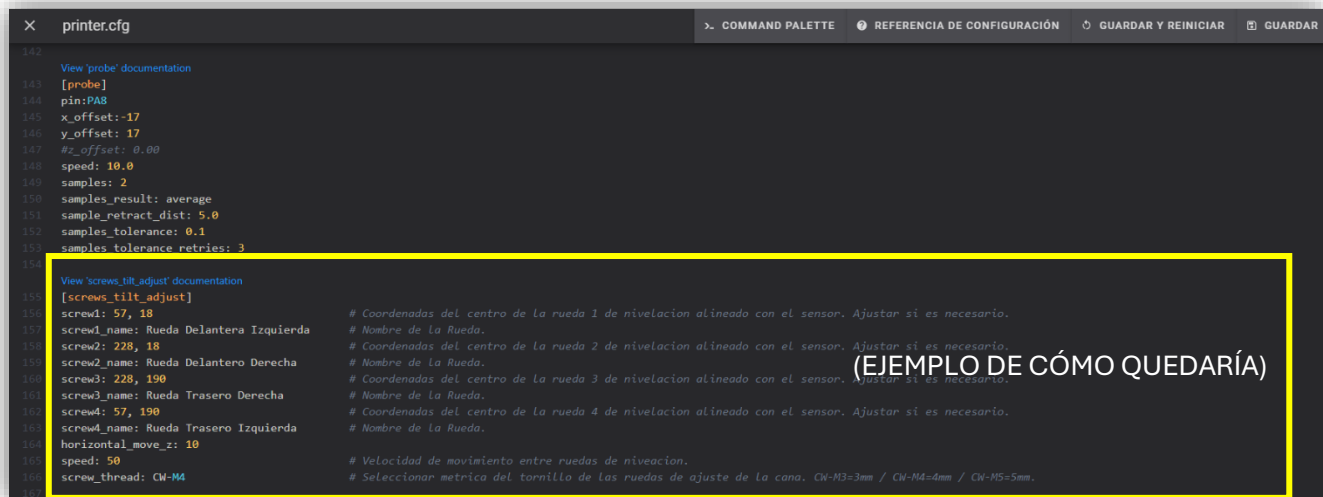 printer.cfg
COMMAND PALETTE
REFERENCIA DE CONFIGURACIÓN
GUARDAR Y REINICIAR
GUARDAR
142
View 'probe' documentation
143 [probe]
144 pin:PA8
145 x_offset:-17
146 y_offset: 17
147 #z_offset: 0.00
148 speed: 10.0
149 samples: 2
150 samples_result: average
151 sample_retract_dist: 5.0
152 samples_tolerance: 0.1
153 samples_tolerance_retries: 3
154
View 'screws_tilt_adjust' documentation
155 [screws_tilt_adjust]
156 screw1: 57, 18 # Coordenadas del centro de la rueda 1 de nivelacion alineado con el sensor. Ajustar si es necesario.
157 screw1_name: Rueda Delantera Izquierda # Nombre de la Rueda.
158 screw2: 228, 18 # Coordenadas del centro de la rueda 2 de nivelacion alineado con el sensor. Ajustar si es necesario.
159 screw2_name: Rueda Delantero Derecha # Nombre de la Rueda.
(EJEMPLO DE CÓMO QUEDARÍA)
160 screw3: 228, 190 # Coordenadas del centro de la rueda 3 de nivelacion alineado con el sensor. Ajustar si es necesario.
161 screw3_name: Rueda Trasero Derecha # Nombre de la Rueda.
162 screw4: 57, 190 # Coordenadas del centro de la rueda 4 de nivelacion alineado con el sensor. Ajustar si es necesario.
163 screw4_name: Rueda Trasero Izquierda # Nombre de la Rueda.
164 horizontal_move_z: 10
165 speed: 50 # Velocidad de movimiento entre ruedas de niveacion.
166 screw_thread: CW-M4 # Seleccionar metrica del tornillo de las ruedas de ajuste de la cana. CW-M3=3mm / CW-M4=4mm / CW-M5=5mm.
167